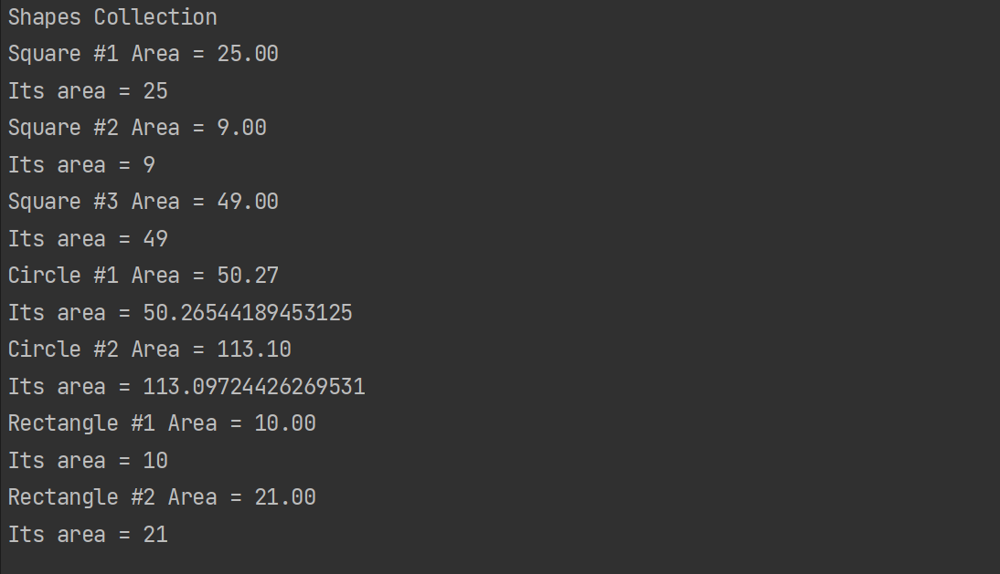 Shapes Collection
Square #1 Area = 25.00
Its area = 25
Square #2 Area = 9.00
Its area = 9
Square #3 Area = 49.00
Its area = 49
Circle #1 Area = 50.27
Its area = 50.26544189453125
Circle #2 Area = 113.10
Its area = 113.09724426269531
Rectangle #1 Area = 10.00
Its area = 10
Rectangle #2 Area = 21.00
Its area = 21